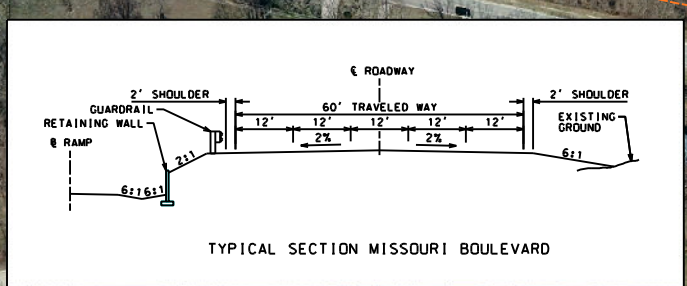 ℄ ROADWAY
2' SHOULDER
2' SHOULDER
GUARDRAIL
60' TRAVELED WAY
RETAINING WALL
12' 12' 12' 12' 12'
EXISTING
GROUND
℄ RAMP
2% 2%
2:1
6:1
6:1 6:1
TYPICAL SECTION MISSOURI BOULEVARD